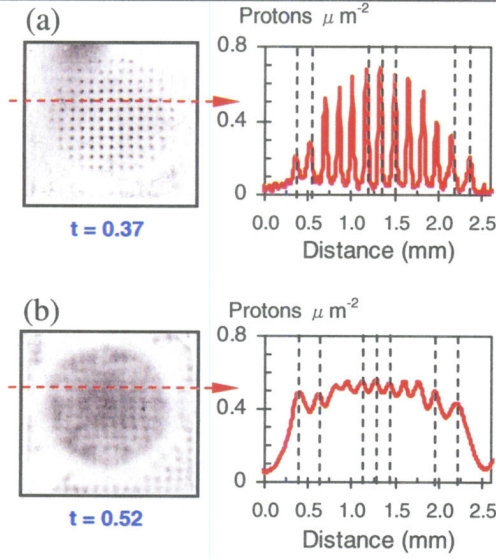 (a)
Protons μ m-2
0.8
0.4
0
0.0 0.5 1.0 1.5 2.0 2.5
Distance (mm)
t = 0.37
(b)
Protons μ m-2
0.8
0.4
0
0.0 0.5 1.0 1.5 2.0 2.5
Distance (mm)
t = 0.52